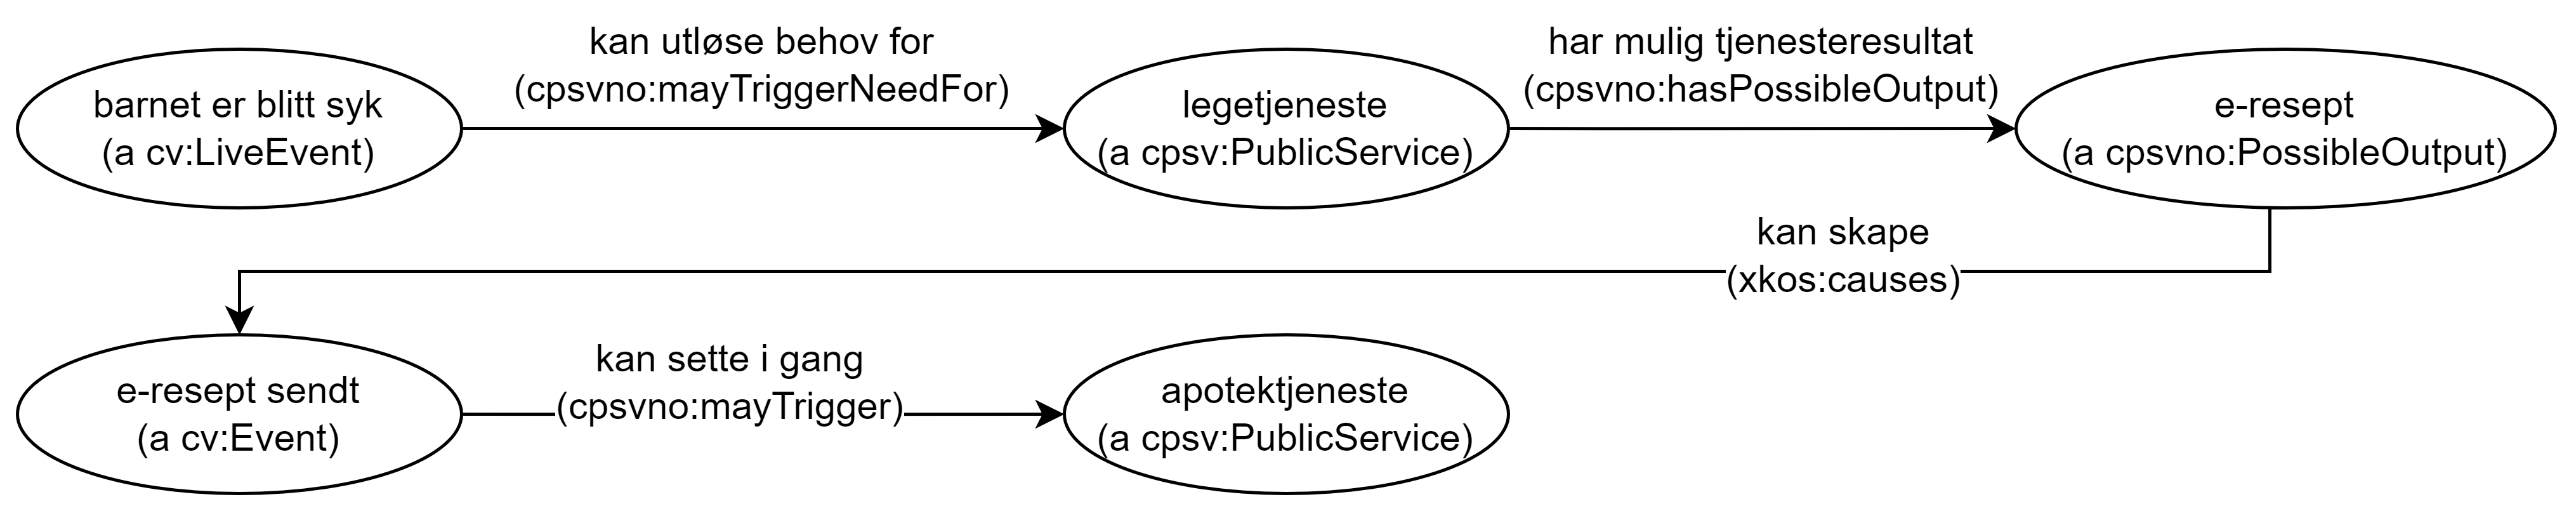 kan utløse behov for
(cpsvno:mayTriggerNeedFor)
har mulig tjenesteresultat
(cpsvno:hasPossibleOutput)
barnet er blitt syk
(a cv:LiveEvent)
legetjeneste
(a cpsv:PublicService)
e-resept
(a cpsvno:PossibleOutput)
kan skape
(xkos:causes)
e-resept sendt
(a cv:Event)
kan sette i gang
(cpsvno:mayTrigger)
apotektjeneste
(a cpsv:PublicService)